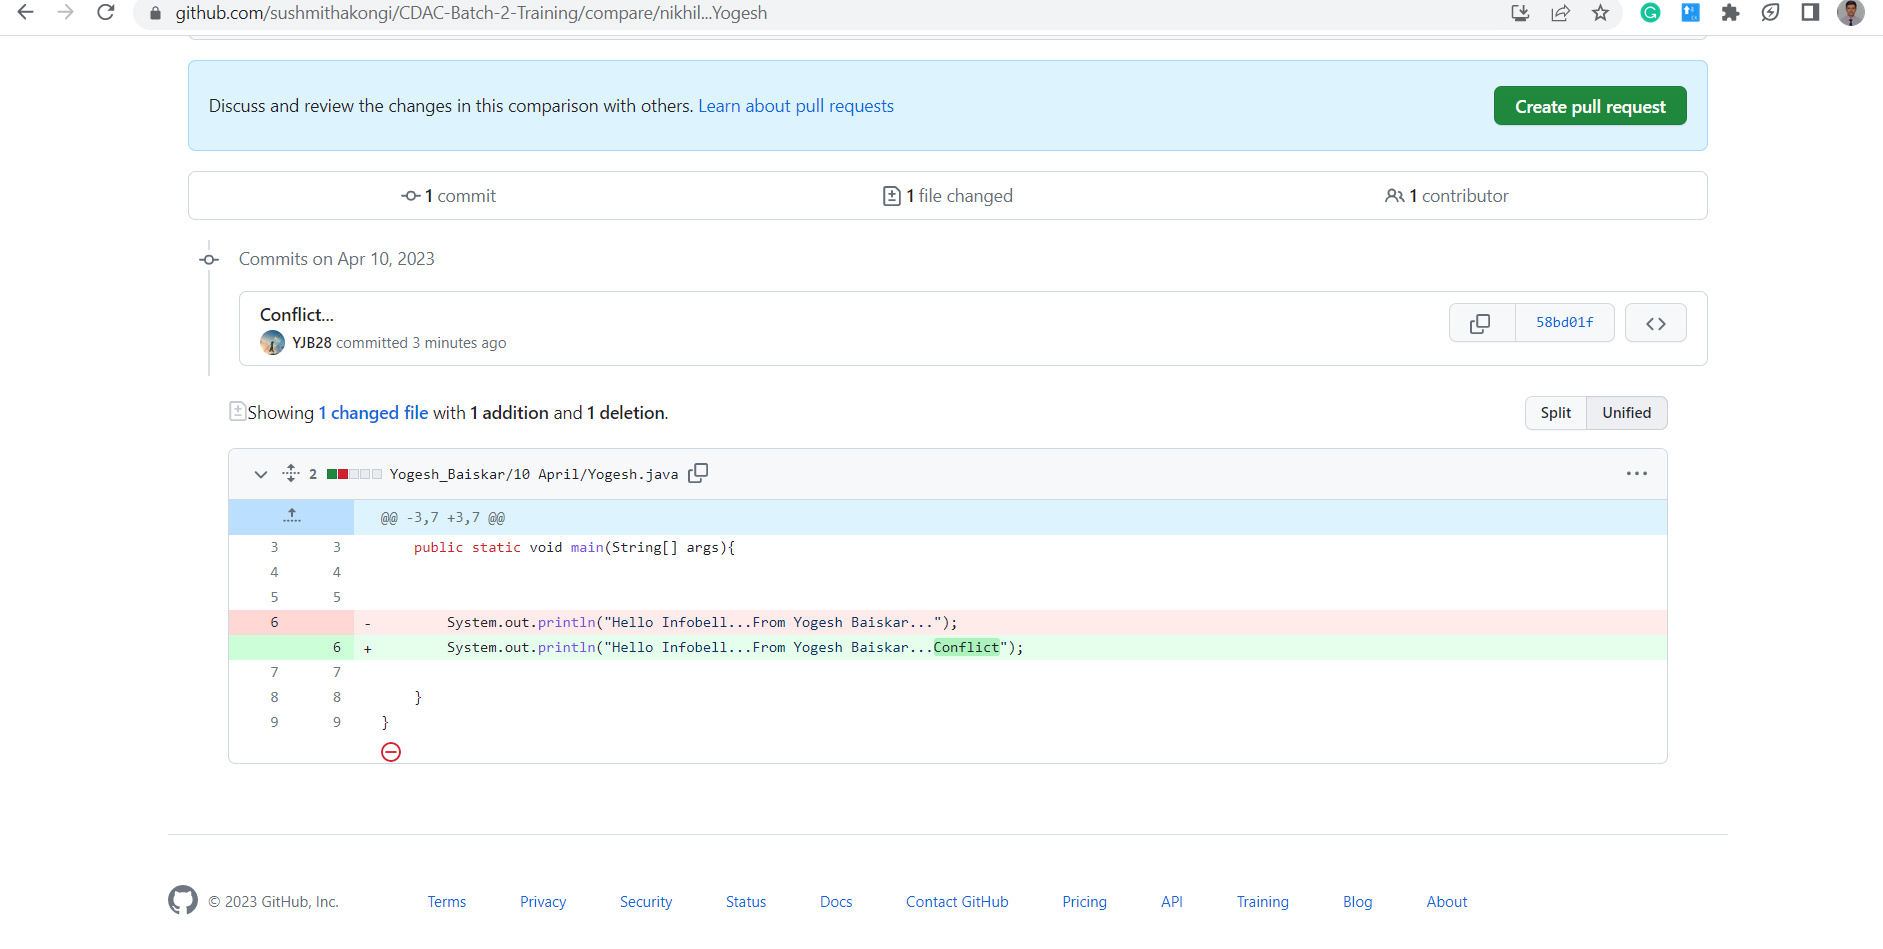 github.com/sushmithakongi/CDAC-Batch-2-Training/compare/nikhil...Yogesh
Discuss and review the changes in this comparison with others. Learn about pull requests
Create pull request
1 commit
1 file changed
1 contributor
Commits on Apr 10, 2023
Conflict...
YJB28 committed 3 minutes ago
58bd01f
Showing 1 changed file with 1 addition and 1 deletion.
Split Unified
2 Yogesh_Baiskar/10 April/Yogesh.java
@@ -3,7 +3,7 @@
3 3 public static void main(String[] args){
4 4
5 5
6 - System.out.println("Hello Infobell...From Yogesh Baiskar...");
6 + System.out.println("Hello Infobell...From Yogesh Baiskar...Conflict");
7 7
8 8 }
9 9 }
© 2023 GitHub, Inc. Terms Privacy Security Status Docs Contact GitHub Pricing API Training Blog About